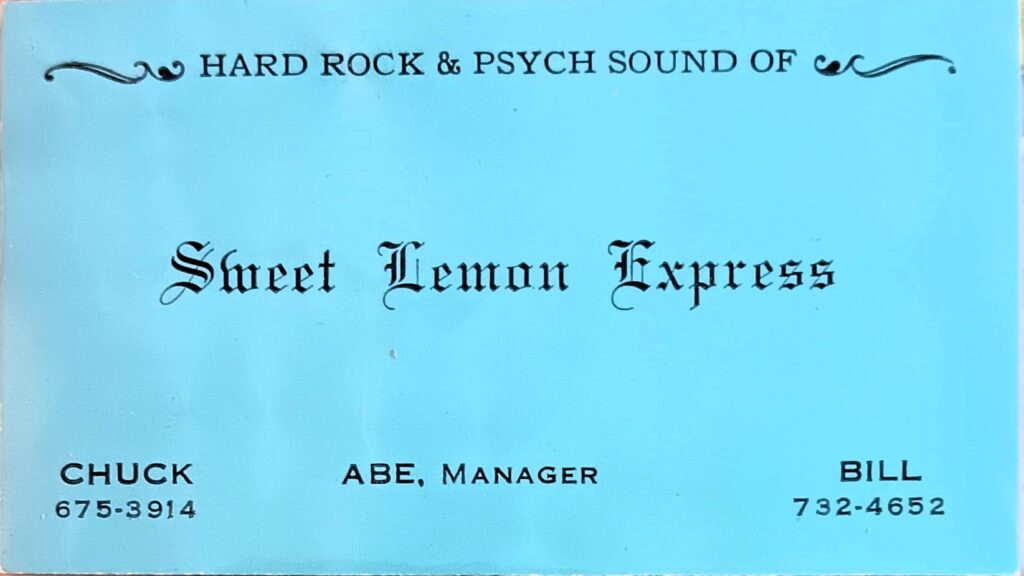 HARD ROCK & PSYCH SOUND OF
Sweet Lemon Express
CHUCK
675-3914
ABE, MANAGER
BILL
732-4652